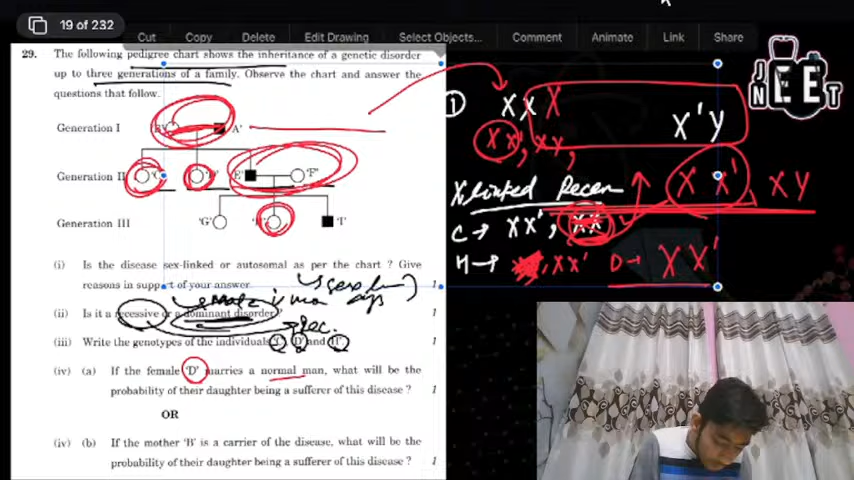 19 of 232
Cut Copy Delete Edit Drawing Select Objects... Comment Animate Link Share
29. The following pedigree chart shows the inheritance of a genetic disorder
up to three generations of a family. Observe the chart and answer the
questions that follow.
Generation I 'A'
Generation II 'C' 'D' 'E' 'F'
Generation III 'G' 'H' 'I'
(i) Is the disease sex-linked or autosomal as per the chart ? Give
reasons in support of your answer. 1
(ii) Is it a recessive or a dominant disorder ? 1
Rec.
(iii) Write the genotypes of the individuals 'C', 'D' and 'H'. 1
(iv) (a) If the female 'D' marries a normal man, what will be the
probability of their daughter being a sufferer of this disease ? 1
OR
(iv) (b) If the mother 'B' is a carrier of the disease, what will be the
probability of their daughter being a sufferer of this disease ? 1
1 XX X X'Y
XX', XY,
X linked Recen X X' XY
C → XX', XX
H → , XX' D → XX'
JN
NEET